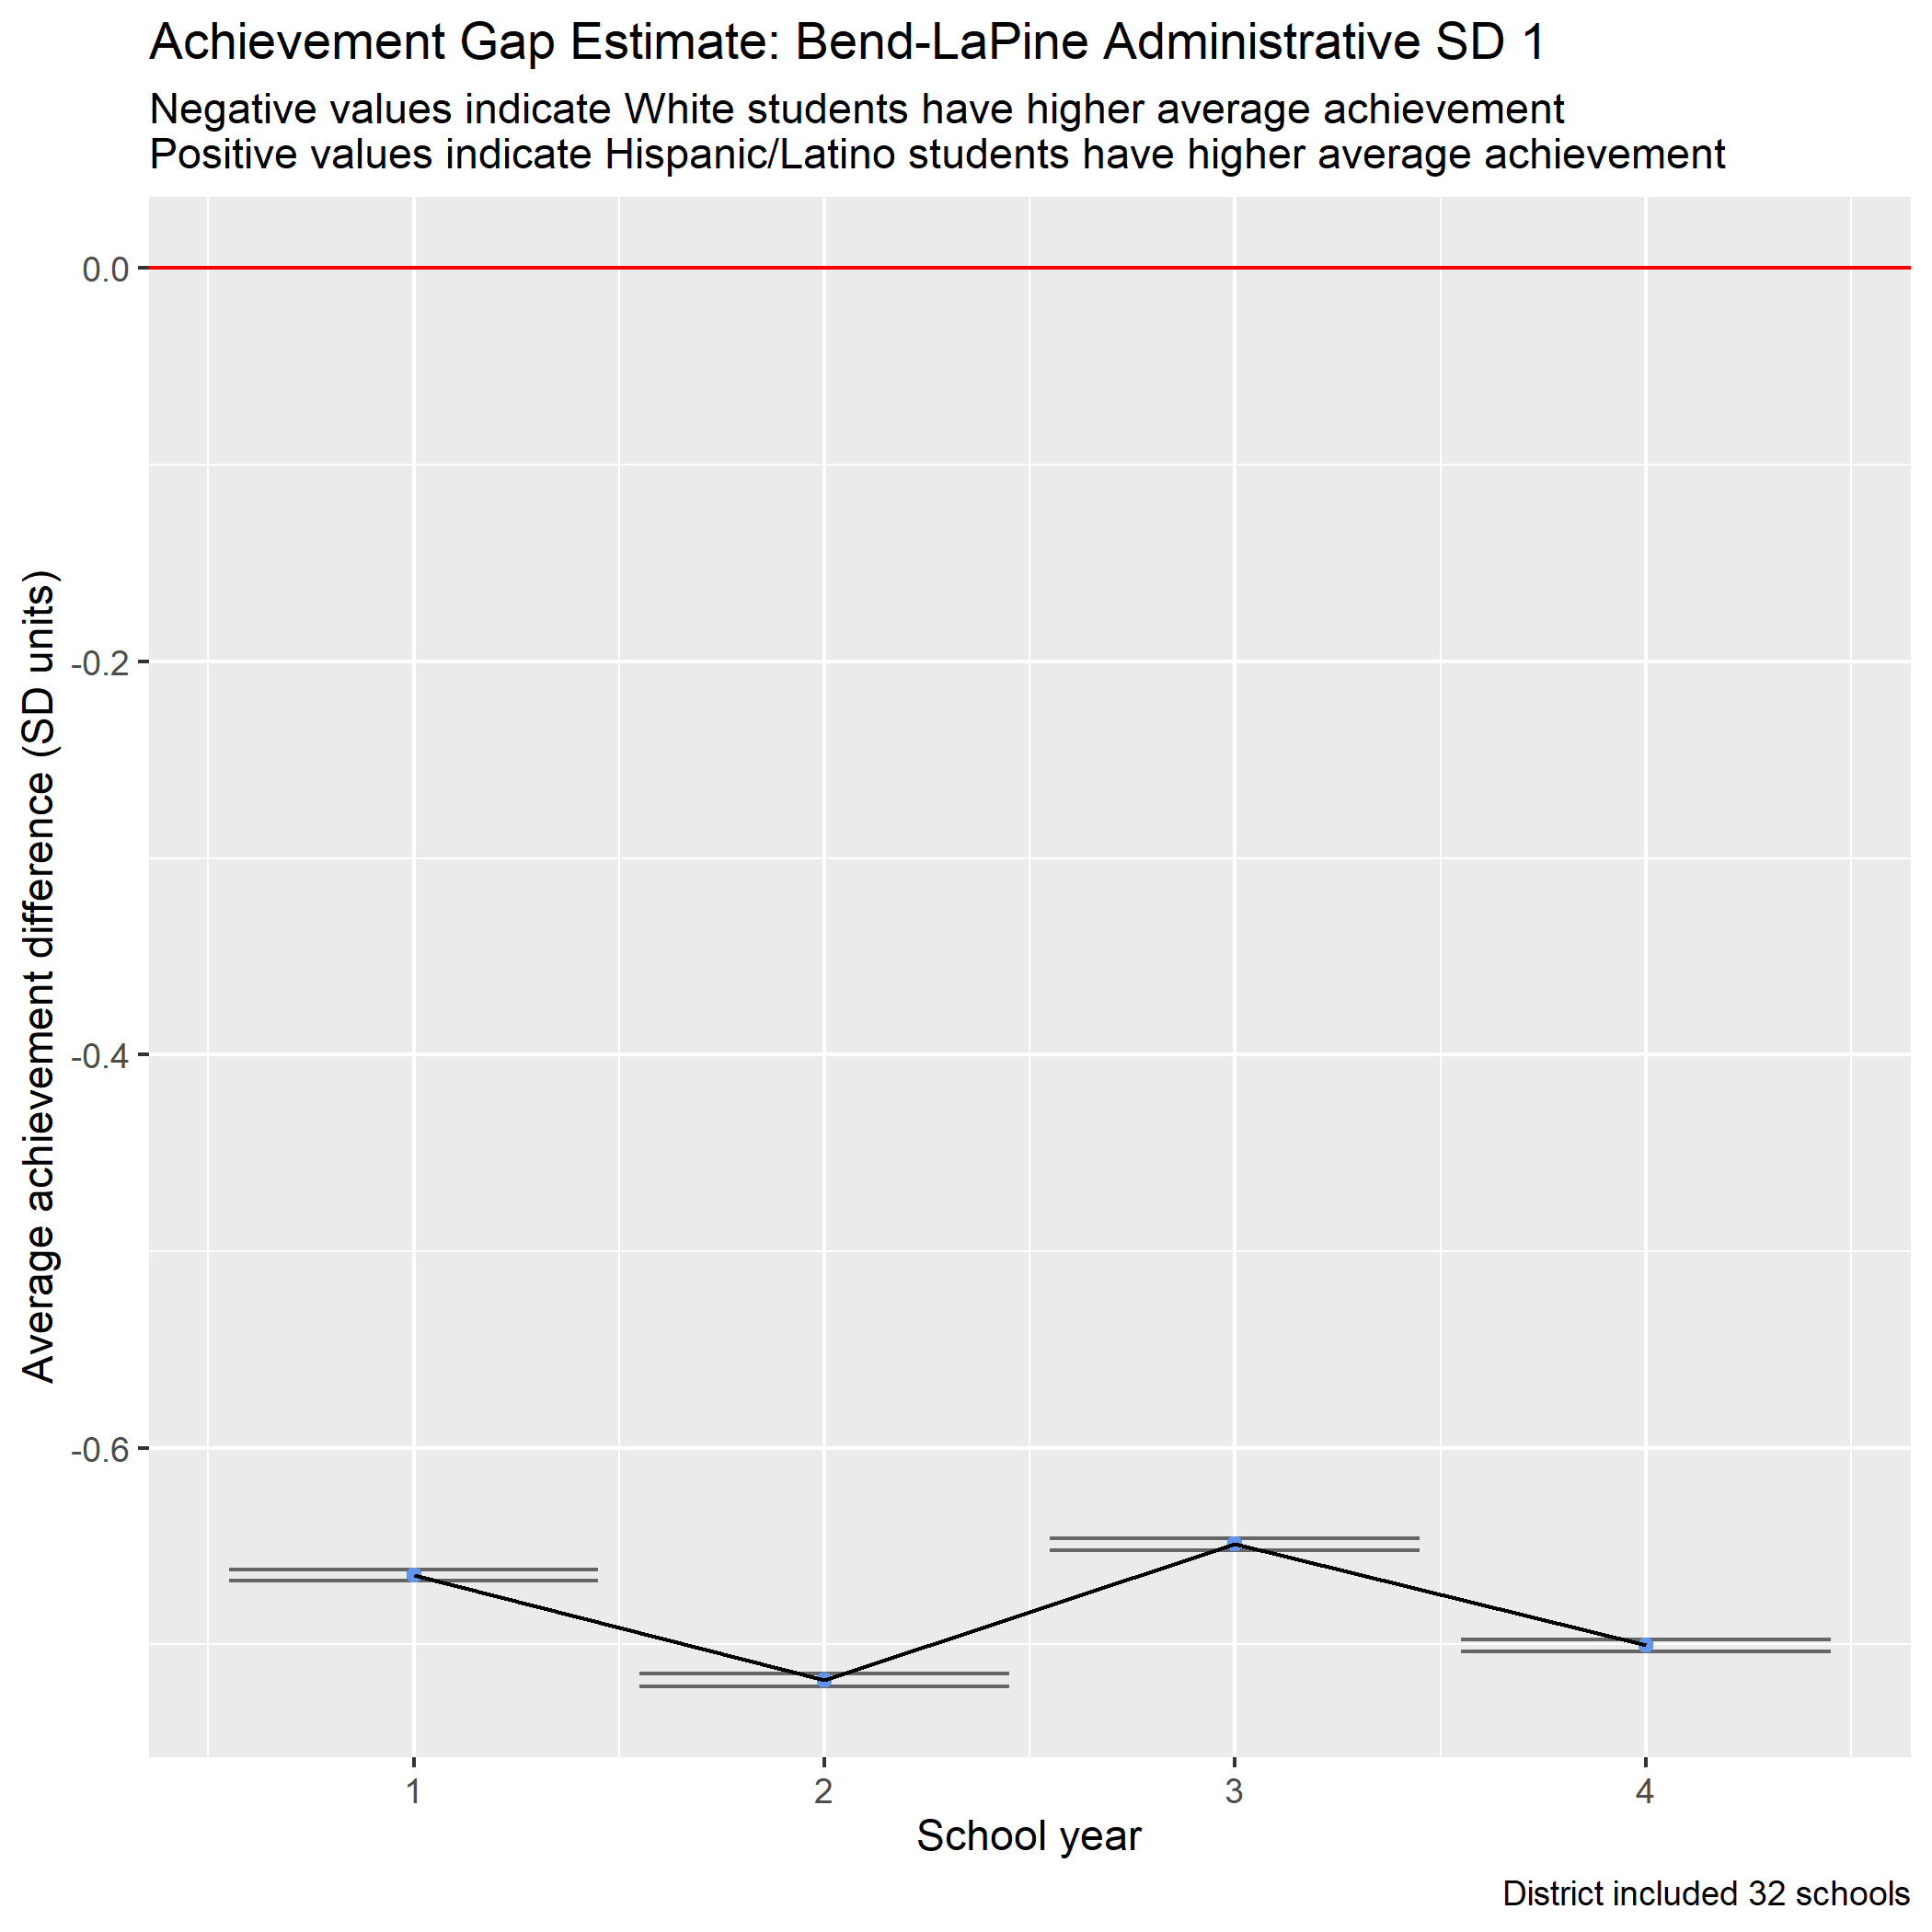 Achievement Gap Estimate: Bend-LaPine Administrative SD 1
Negative values indicate White students have higher average achievement
Positive values indicate Hispanic/Latino students have higher average achievement
Average achievement difference (SD units)
0.0
-0.2
-0.4
-0.6
1 2 3 4
School year
District included 32 schools